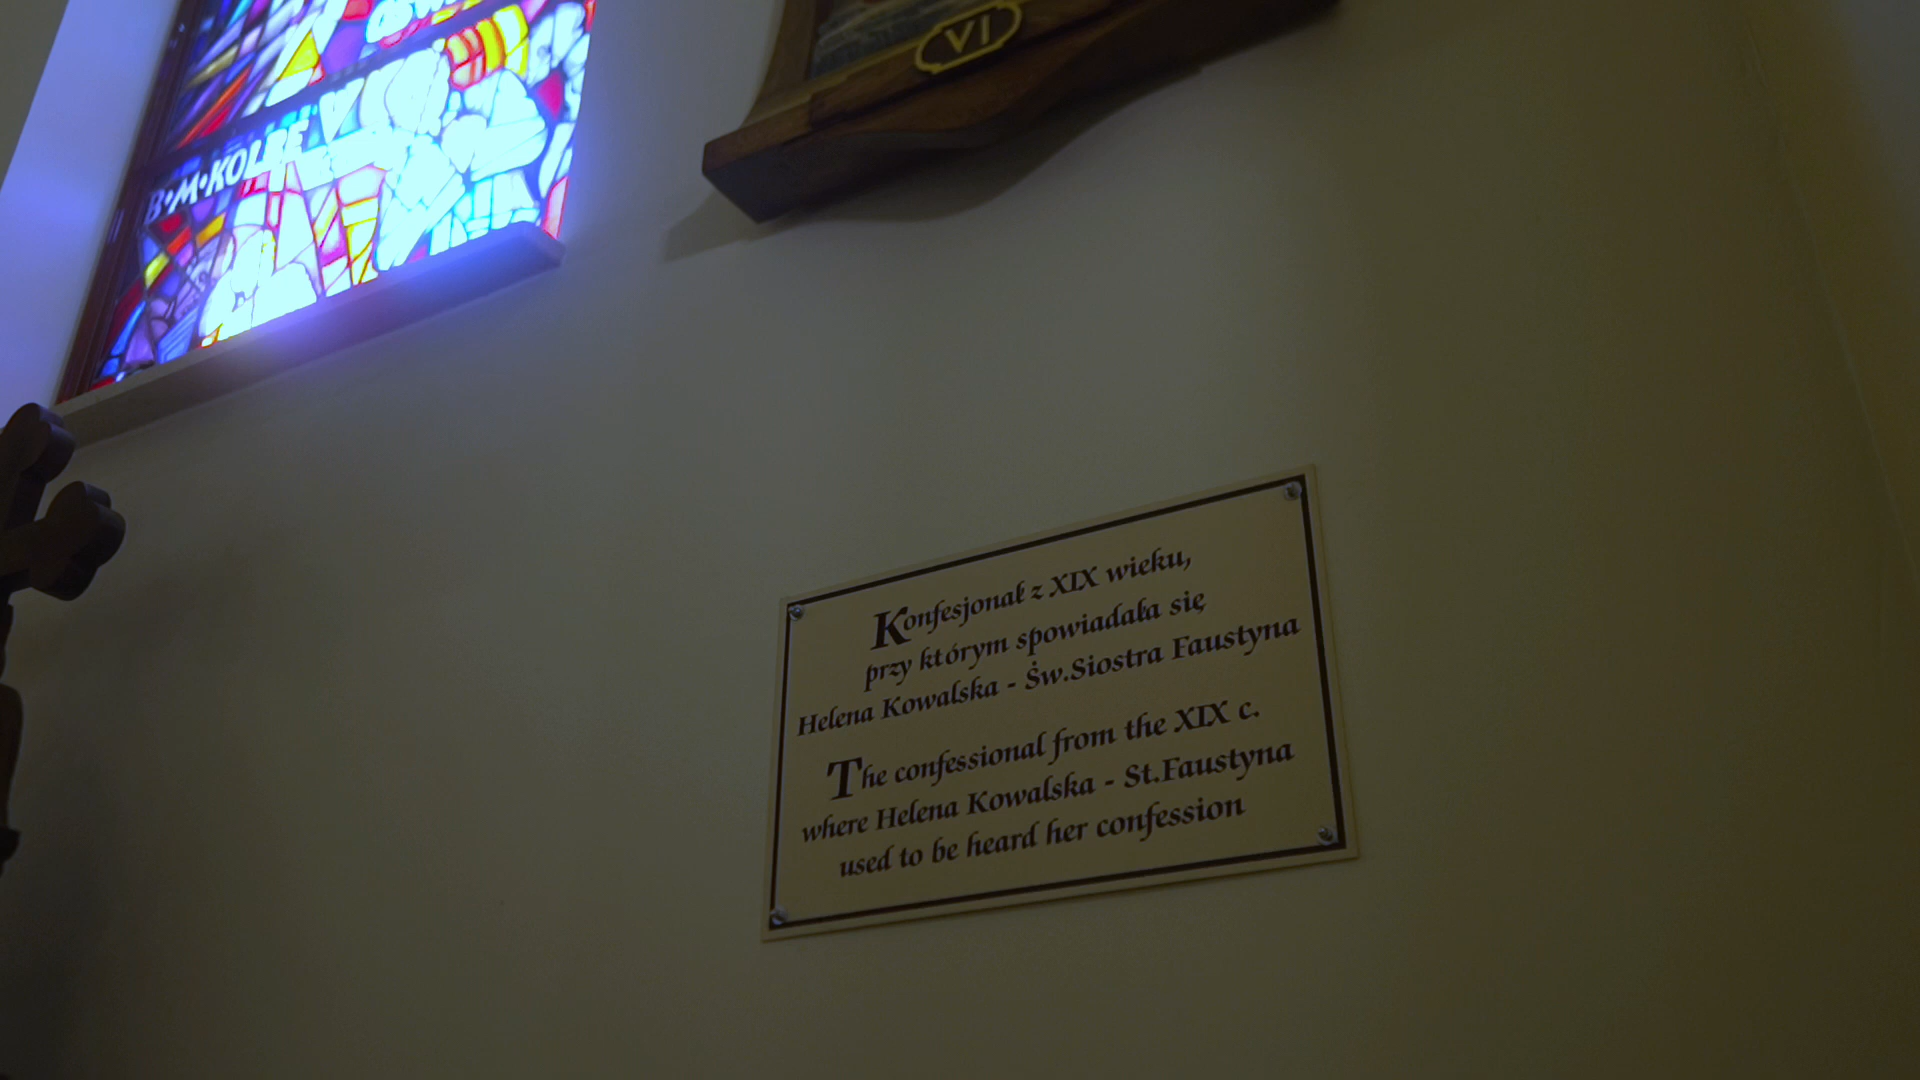 B·M·KOLBE
VI
Konfesjonał z XIX wieku,
przy którym spowiadała się
Helena Kowalska - Św.Siostra Faustyna
The confessional from the XIX c.
where Helena Kowalska - St.Faustyna
used to be heard her confession